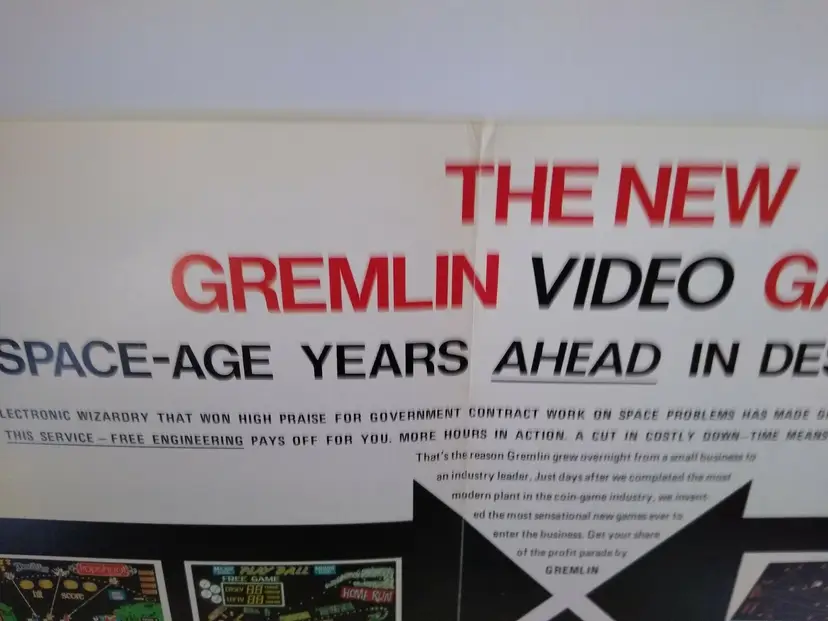 THE NEW
GREMLIN VIDEO GA
SPACE-AGE YEARS AHEAD IN DES
LECTRONIC WIZARDRY THAT WON HIGH PRAISE FOR GOVERNMENT CONTRACT WORK ON SPACE PROBLEMS HAS MADE
THIS SERVICE – FREE ENGINEERING PAYS OFF FOR YOU. MORE HOURS IN ACTION. A CUT IN COSTLY DOWN-TIME MEANS
That's the reason Gremlin grew overnight from a small business to
an industry leader. Just days after we completed the most
modern plant in the coin-game industry, we invent-
ed the most sensational new games ever to
enter the business. Get your share
of the profit parade by
GREMLIN
score
PLAY BALL
FREE GAME
HOME RUN